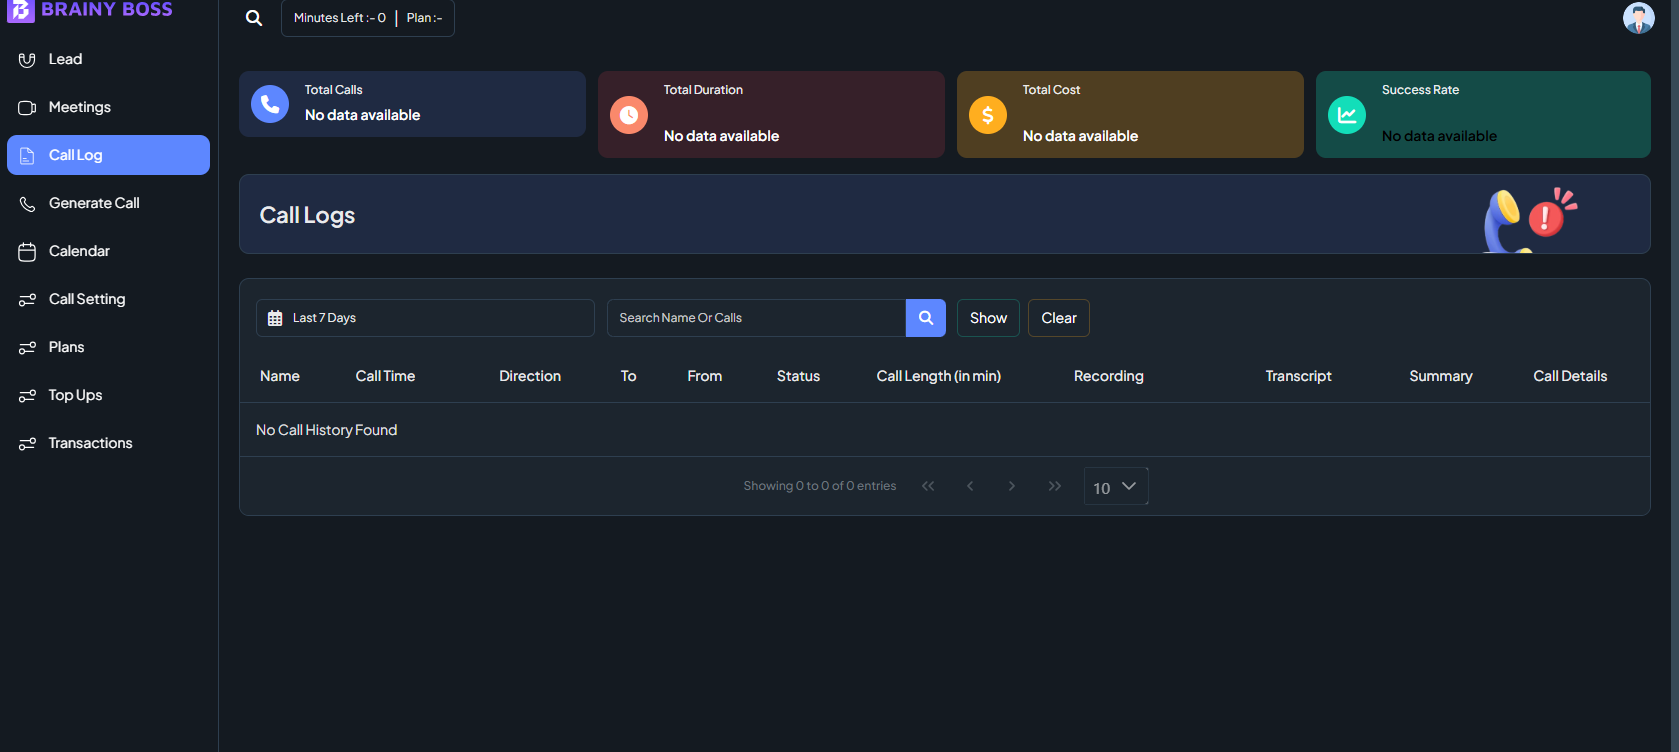 BRAINY BOSS
Lead
Meetings
Call Log
Generate Call
Calendar
Call Setting
Plans
Top Ups
Transactions
Minutes Left :- 0 | Plan :-
Total Calls
No data available
Total Duration
No data available
Total Cost
No data available
Success Rate
No data available
Call Logs
Last 7 Days
Search Name Or Calls
Show
Clear
Name Call Time Direction To From Status Call Length (in min) Recording Transcript Summary Call Details
No Call History Found
Showing 0 to 0 of 0 entries
10